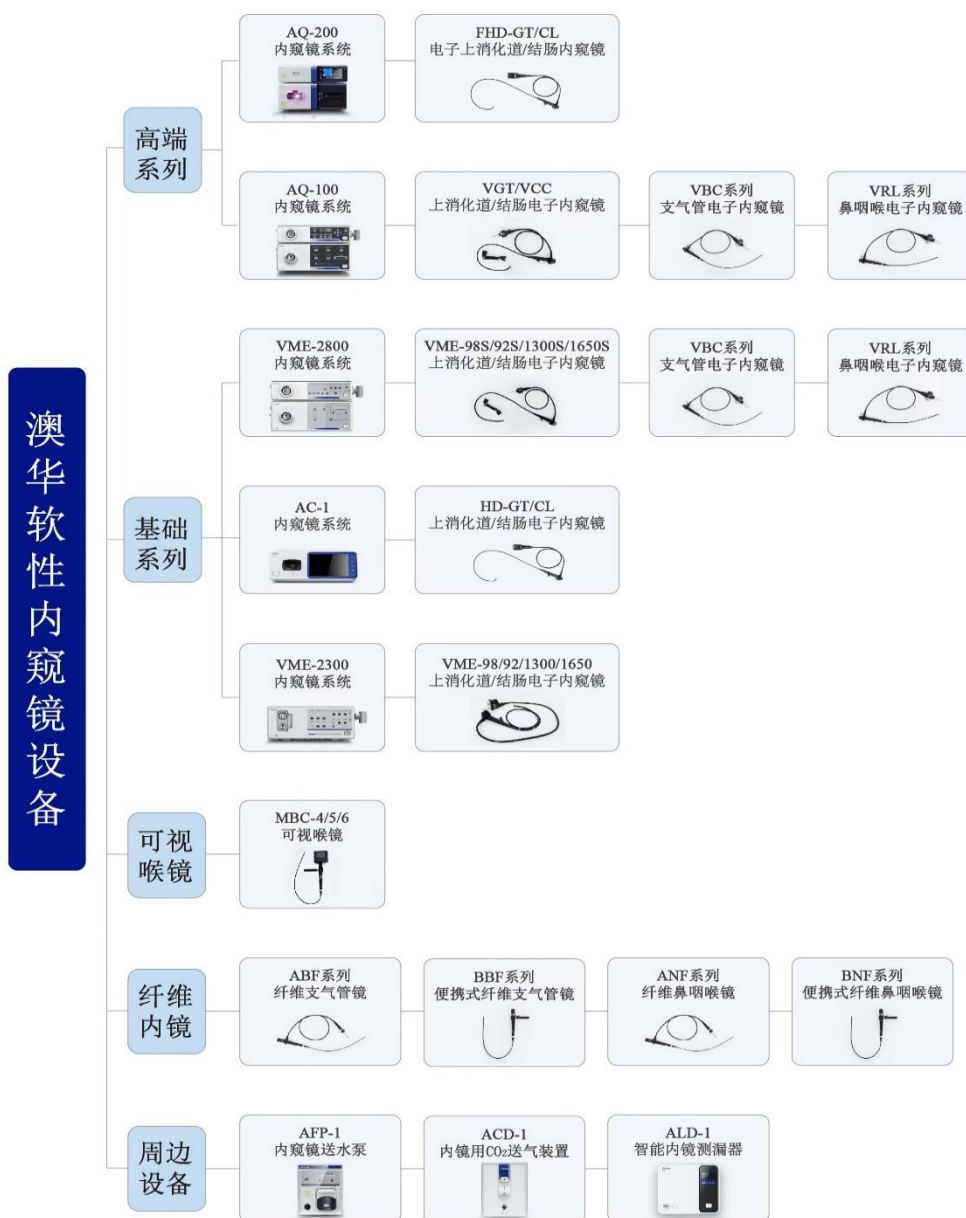 澳华软性内窥镜设备
高端
系列
AQ-200
内窥镜系统
FHD-GT/CL
电子上消化道/结肠内窥镜
AQ-100
内窥镜系统
VGT/VCC
上消化道/结肠电子内窥镜
VBC系列
支气管电子内窥镜
VRL系列
鼻咽喉电子内窥镜
基础
系列
VME-2800
内窥镜系统
VME-98S/92S/1300S/1650S
上消化道/结肠电子内窥镜
VBC系列
支气管电子内窥镜
VRL系列
鼻咽喉电子内窥镜
AC-1
内窥镜系统
HD-GT/CL
上消化道/结肠电子内窥镜
VME-2300
内窥镜系统
VME-98/92/1300/1650
上消化道/结肠电子内窥镜
可视
喉镜
MBC-4/5/6
可视喉镜
纤维
内镜
ABF系列
纤维支气管镜
BBF系列
便携式纤维支气管镜
ANF系列
纤维鼻咽喉镜
BNF系列
便携式纤维鼻咽喉镜
周边
设备
AFP-1
内窥镜送水泵
ACD-1
内镜用CO₂送气装置
ALD-1
智能内镜测漏器